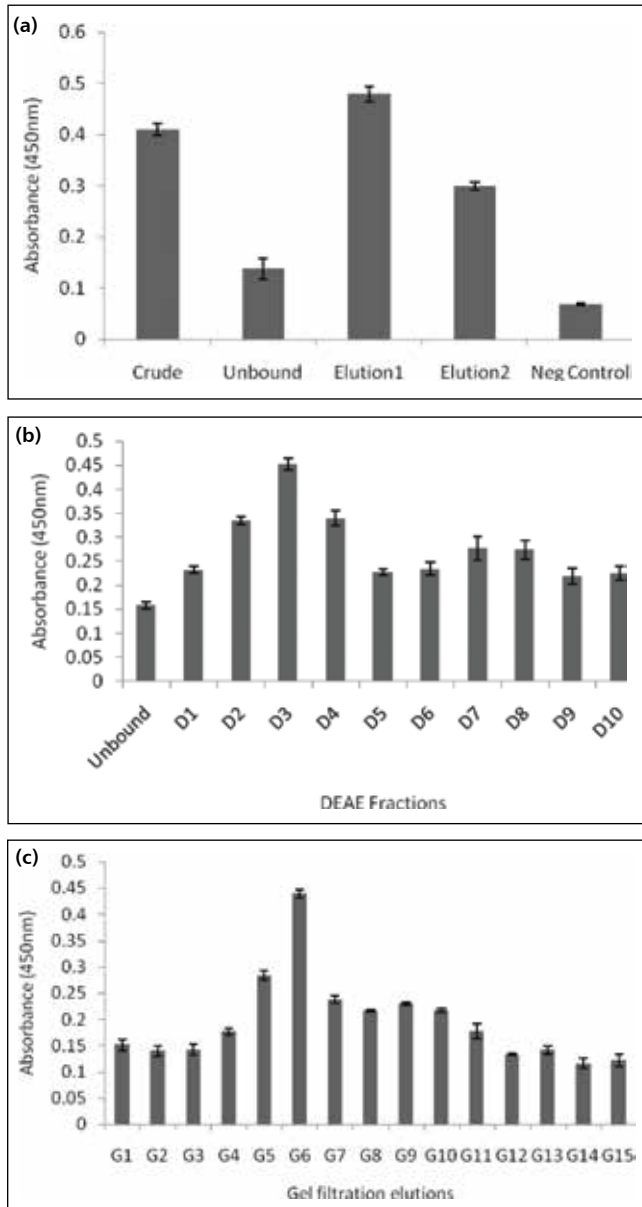 (a)
Absorbance (450nm)
0.6
0.5
0.4
0.3
0.2
0.1
0
Crude Unbound Elution1 Elution2 Neg Control
(b)
Absorbance (450nm)
0.5
0.45
0.4
0.35
0.3
0.25
0.2
0.15
0.1
0.05
0
Unbound D1 D2 D3 D4 D5 D6 D7 D8 D9 D10
DEAE Fractions
(c)
Absorbance (450nm)
0.5
0.45
0.4
0.35
0.3
0.25
0.2
0.15
0.1
0.05
0
G1 G2 G3 G4 G5 G6 G7 G8 G9 G10 G11 G12 G13 G14 G15
Gel filtration elutions